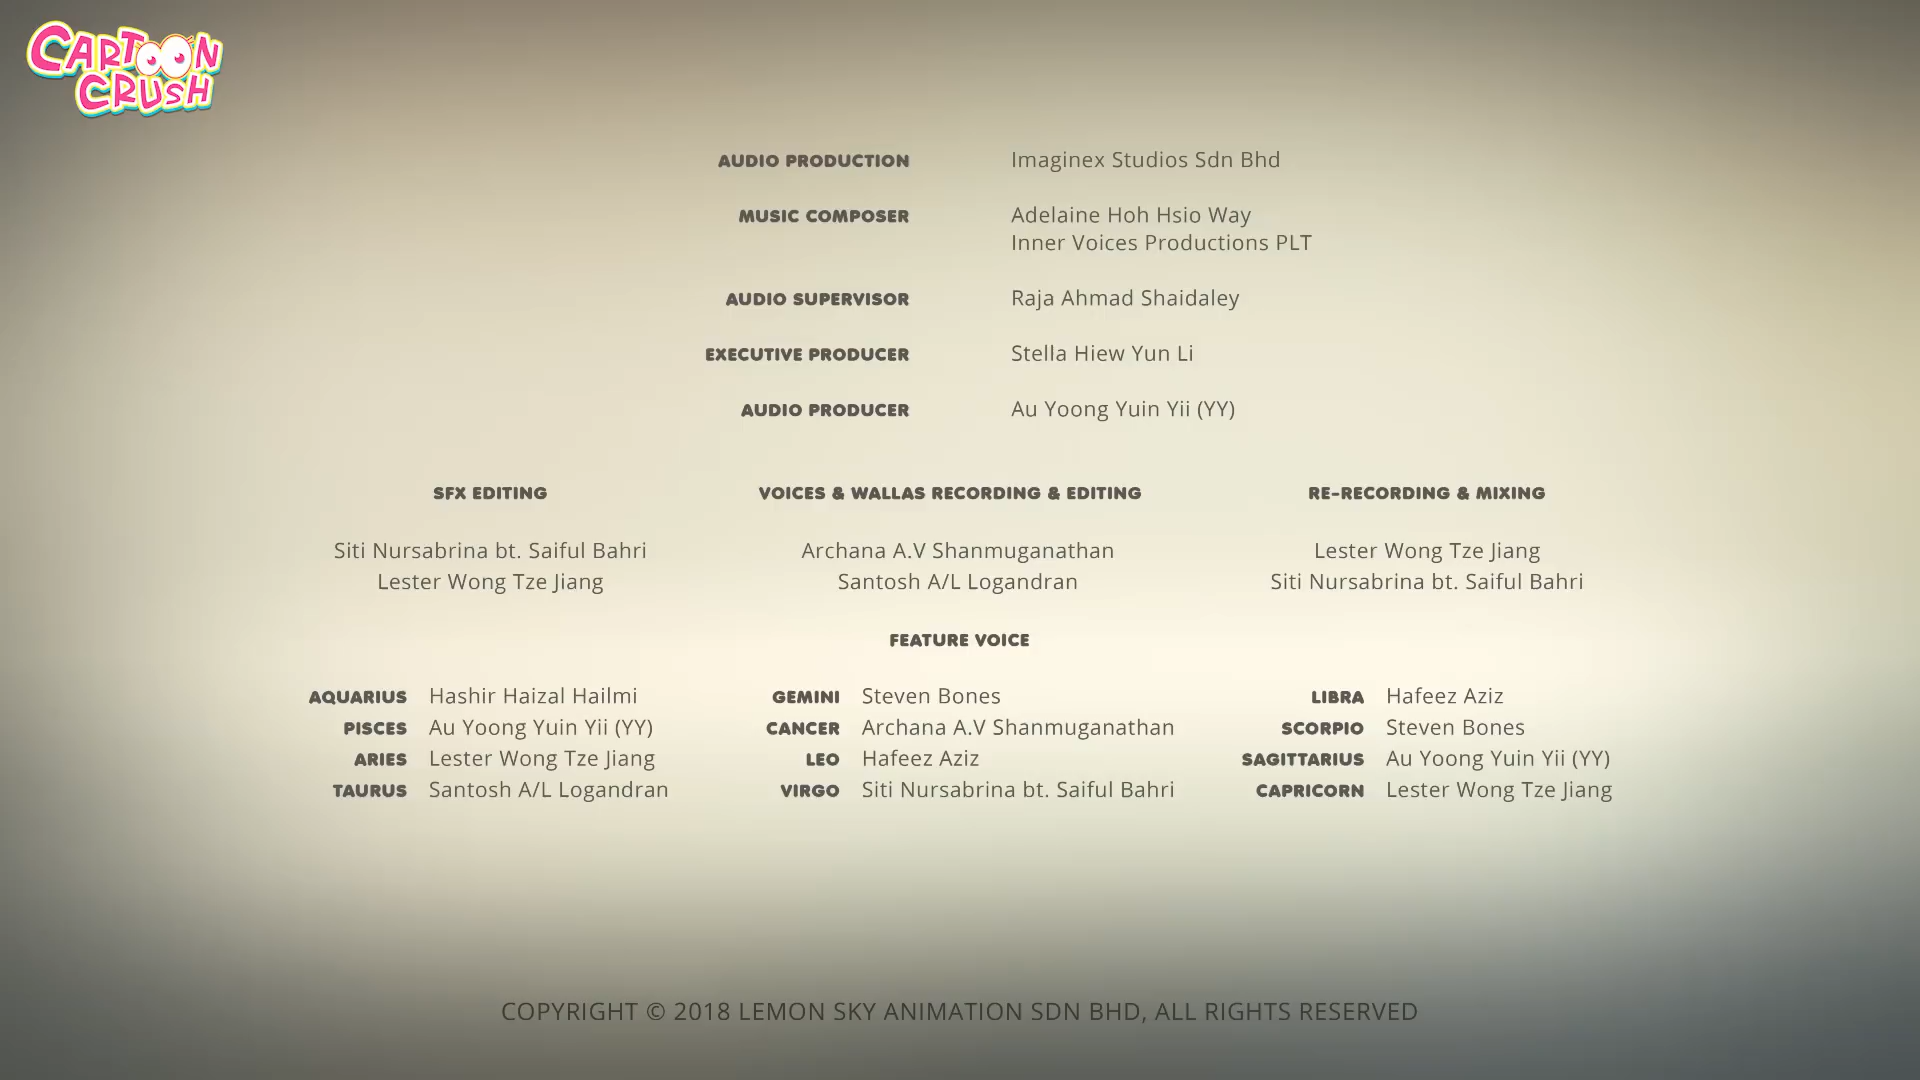 CARTOON
CRUSH
AUDIO PRODUCTION Imaginex Studios Sdn Bhd
MUSIC COMPOSER Adelaine Hoh Hsio Way
Inner Voices Productions PLT
AUDIO SUPERVISOR Raja Ahmad Shaidaley
EXECUTIVE PRODUCER Stella Hiew Yun Li
AUDIO PRODUCER Au Yoong Yuin Yii (YY)
SFX EDITING
Siti Nursabrina bt. Saiful Bahri
Lester Wong Tze Jiang
VOICES & WALLAS RECORDING & EDITING
Archana A.V Shanmuganathan
Santosh A/L Logandran
RE-RECORDING & MIXING
Lester Wong Tze Jiang
Siti Nursabrina bt. Saiful Bahri
FEATURE VOICE
AQUARIUS Hashir Haizal Hailmi
PISCES Au Yoong Yuin Yii (YY)
ARIES Lester Wong Tze Jiang
TAURUS Santosh A/L Logandran
GEMINI Steven Bones
CANCER Archana A.V Shanmuganathan
LEO Hafeez Aziz
VIRGO Siti Nursabrina bt. Saiful Bahri
LIBRA Hafeez Aziz
SCORPIO Steven Bones
SAGITTARIUS Au Yoong Yuin Yii (YY)
CAPRICORN Lester Wong Tze Jiang
COPYRIGHT © 2018 LEMON SKY ANIMATION SDN BHD, ALL RIGHTS RESERVED